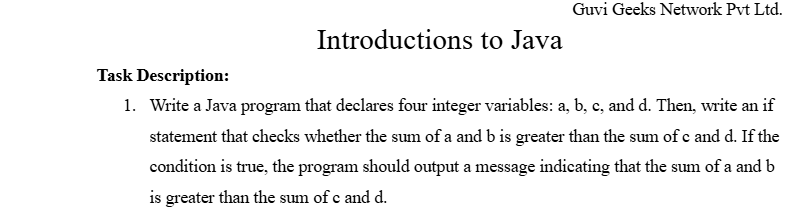 Guvi Geeks Network Pvt Ltd.
Introductions to Java
Task Description:
1. Write a Java program that declares four integer variables: a, b, c, and d. Then, write an if
statement that checks whether the sum of a and b is greater than the sum of c and d. If the
condition is true, the program should output a message indicating that the sum of a and b
is greater than the sum of c and d.